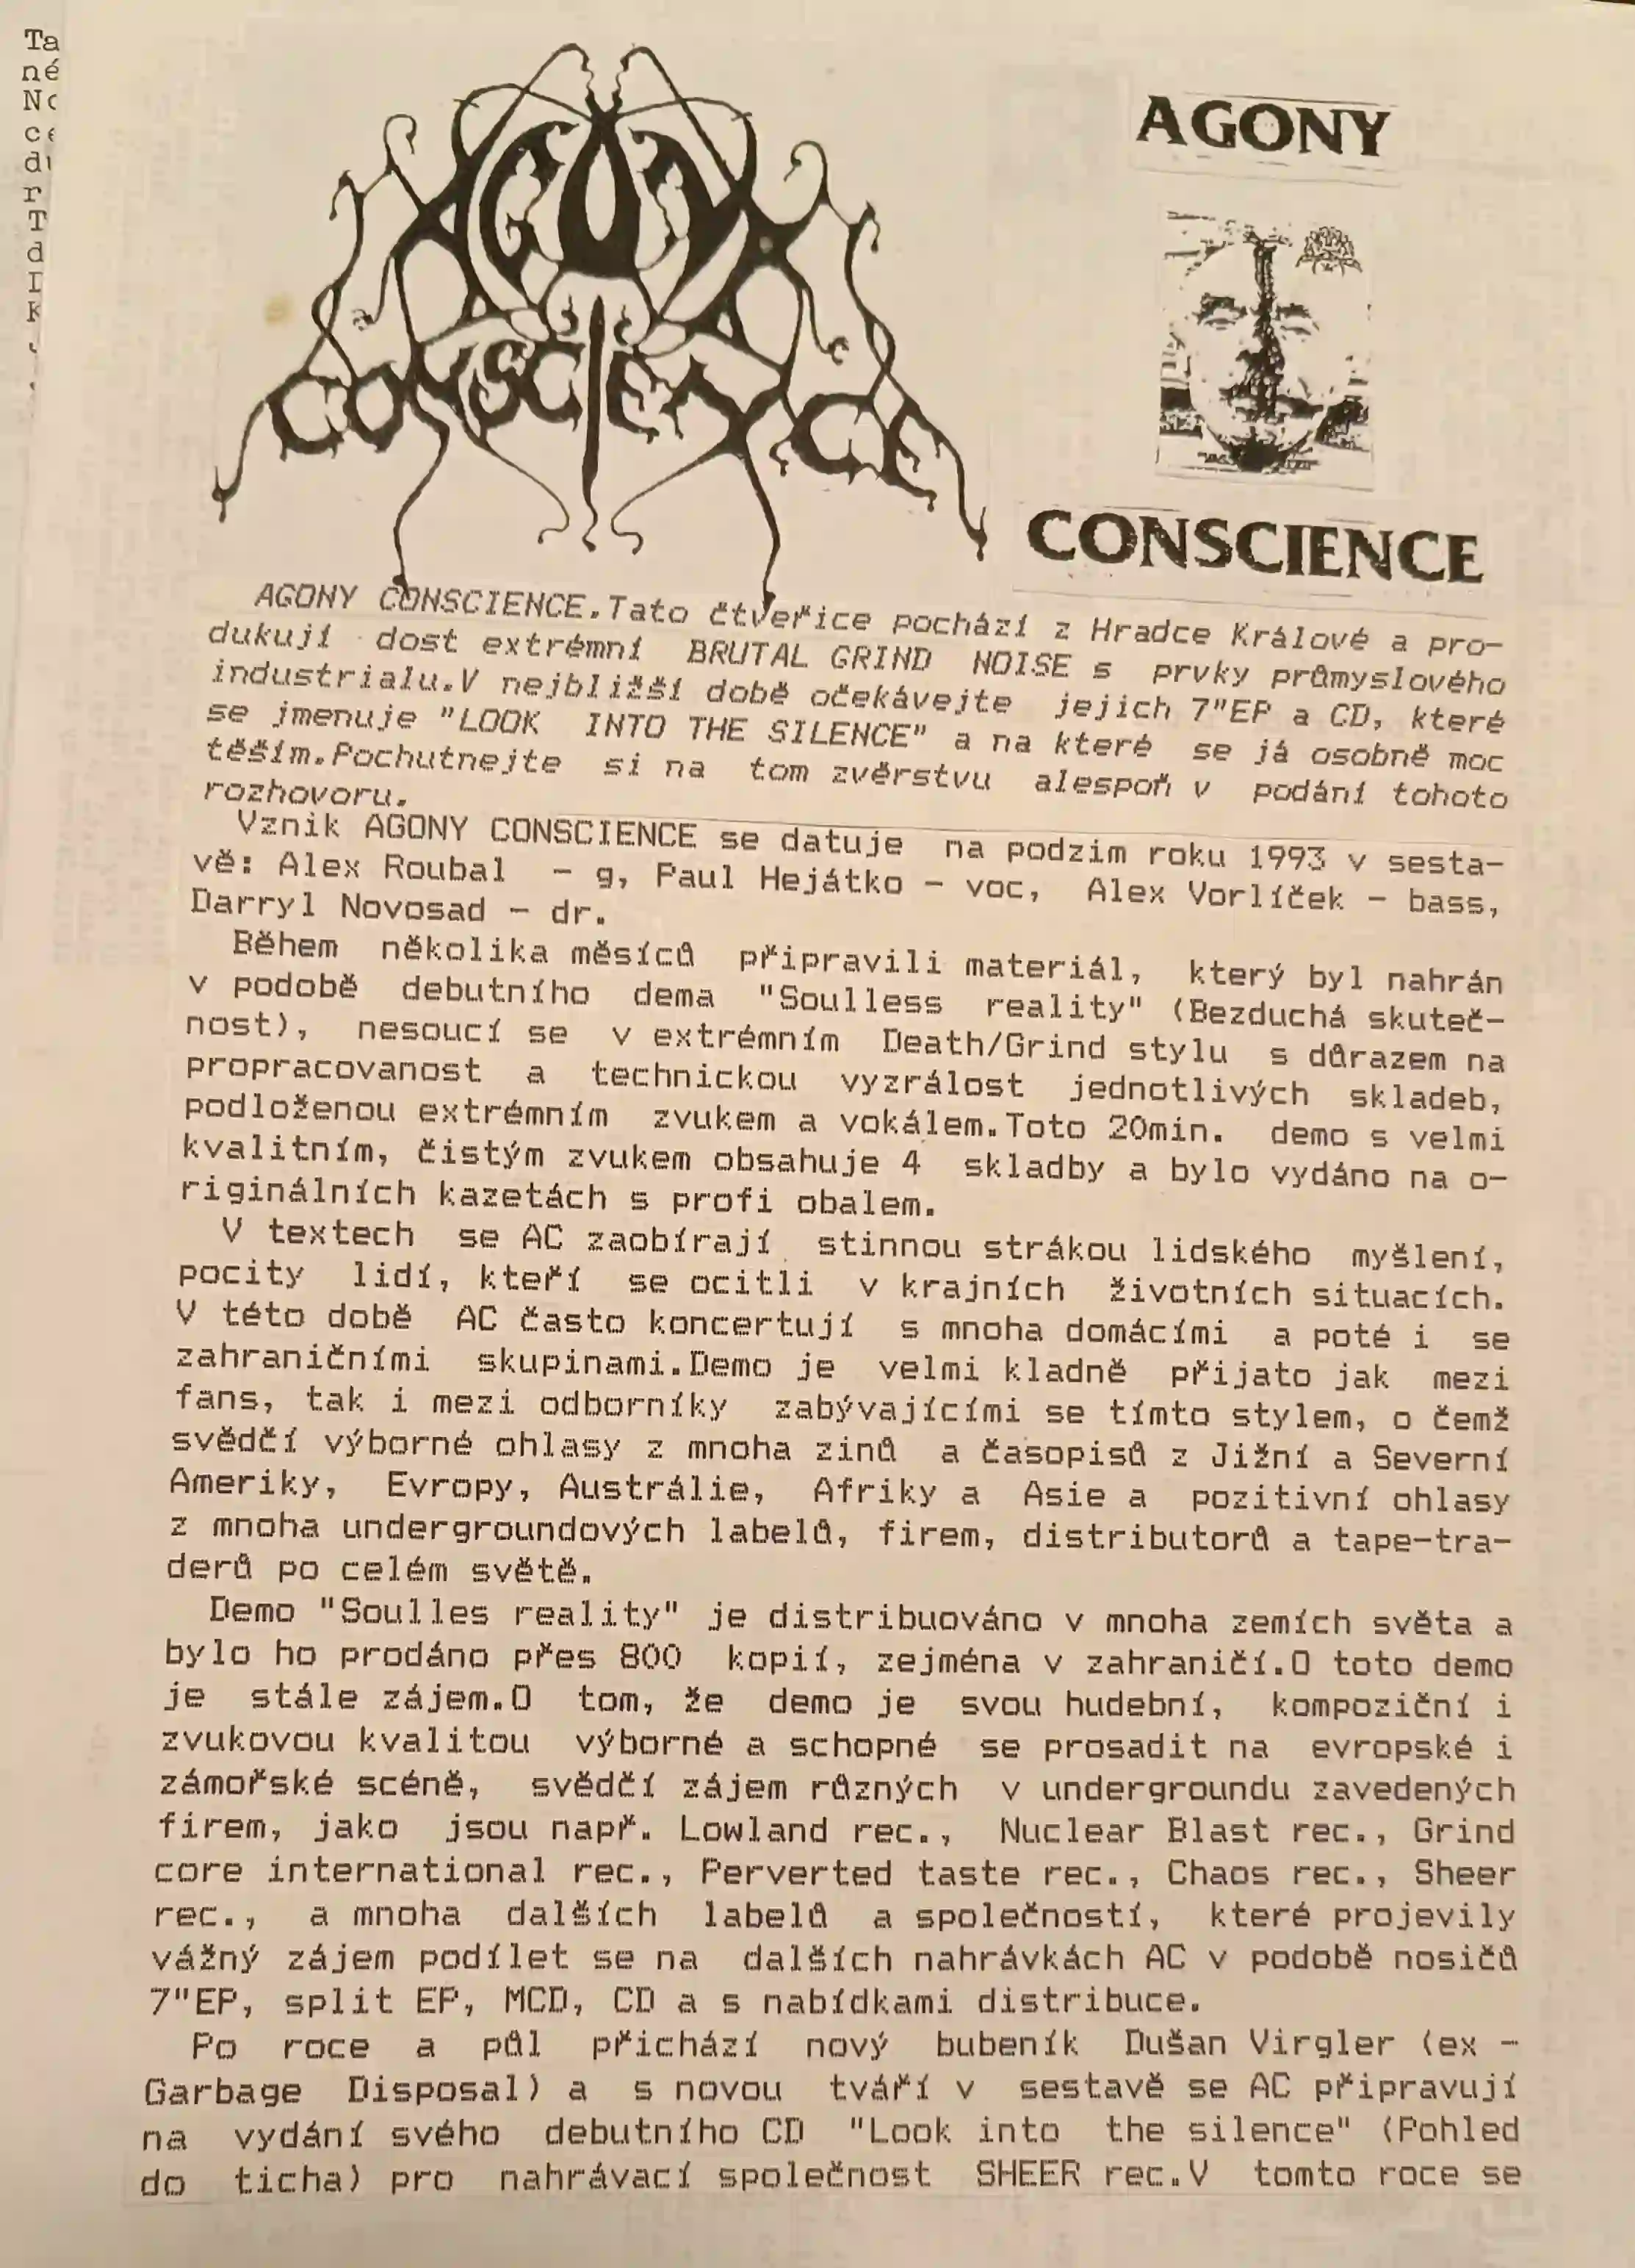 Ta
né
No
ce
du
r
T
d
D
K
AGONY
CONSCIENCE
AGONY
CONSCIENCE
AGONY CONSCIENCE.Tato čtveřice pochází z Hradce Králové a pro-
dukují dost extrémní BRUTAL GRIND NOISE s prvky průmyslového
industrialu.V nejbližší době očekávejte jejich 7"EP a CD, které
se jmenuje "LOOK INTO THE SILENCE" a na které se já osobně moc
těším.Pochutnejte si na tom zvěrstvu alespoň v podání tohoto
rozhovoru.
Vznik AGONY CONSCIENCE se datuje na podzim roku 1993 v sesta-
vě: Alex Roubal - g, Paul Hejátko - voc, Alex Vorlíček - bass,
Darryl Novosad - dr.
Během několika měsíců připravili materiál, který byl nahrán
v podobě debutního dema "Soulless reality" (Bezduchá skuteč-
nost), nesoucí se v extrémním Death/Grind stylu s důrazem na
propracovanost a technickou vyzrálost jednotlivých skladeb,
podloženou extrémním zvukem a vokálem.Toto 20min. demo s velmi
kvalitním, čistým zvukem obsahuje 4 skladby a bylo vydáno na o-
riginálních kazetách s profi obalem.
V textech se AC zaobírají stinnou strákou lidského myšlení,
pocity lidí, kteří se ocitli v krajních životních situacích.
V této době AC často koncertují s mnoha domácími a poté i se
zahraničními skupinami.Demo je velmi kladně přijato jak mezi
fans, tak i mezi odborníky zabývajícími se tímto stylem, o čemž
svědčí výborné ohlasy z mnoha zinů a časopisů z Jižní a Severní
Ameriky, Evropy, Austrálie, Afriky a Asie a pozitivní ohlasy
z mnoha undergroundových labelů, firem, distributorů a tape-tra-
derů po celém světě.
Demo "Soulles reality" je distribuováno v mnoha zemích světa a
bylo ho prodáno přes 800 kopií, zejména v zahraničí.O toto demo
je stále zájem.O tom, že demo je svou hudební, kompoziční i
zvukovou kvalitou výborné a schopné se prosadit na evropské i
zámořské scéně, svědčí zájem různých v undergroundu zavedených
firem, jako jsou např. Lowland rec., Nuclear Blast rec., Grind
core international rec., Perverted taste rec., Chaos rec., Sheer
rec., a mnoha dalších labelů a společností, které projevily
vážný zájem podílet se na dalších nahrávkách AC v podobě nosičů
7"EP, split EP, MCD, CD a s nabídkami distribuce.
Po roce a půl přichází nový bubeník Dušan Virgler (ex -
Garbage Disposal) a s novou tváří v sestavě se AC připravují
na vydání svého debutního CD "Look into the silence" (Pohled
do ticha) pro nahrávací společnost SHEER rec.V tomto roce se